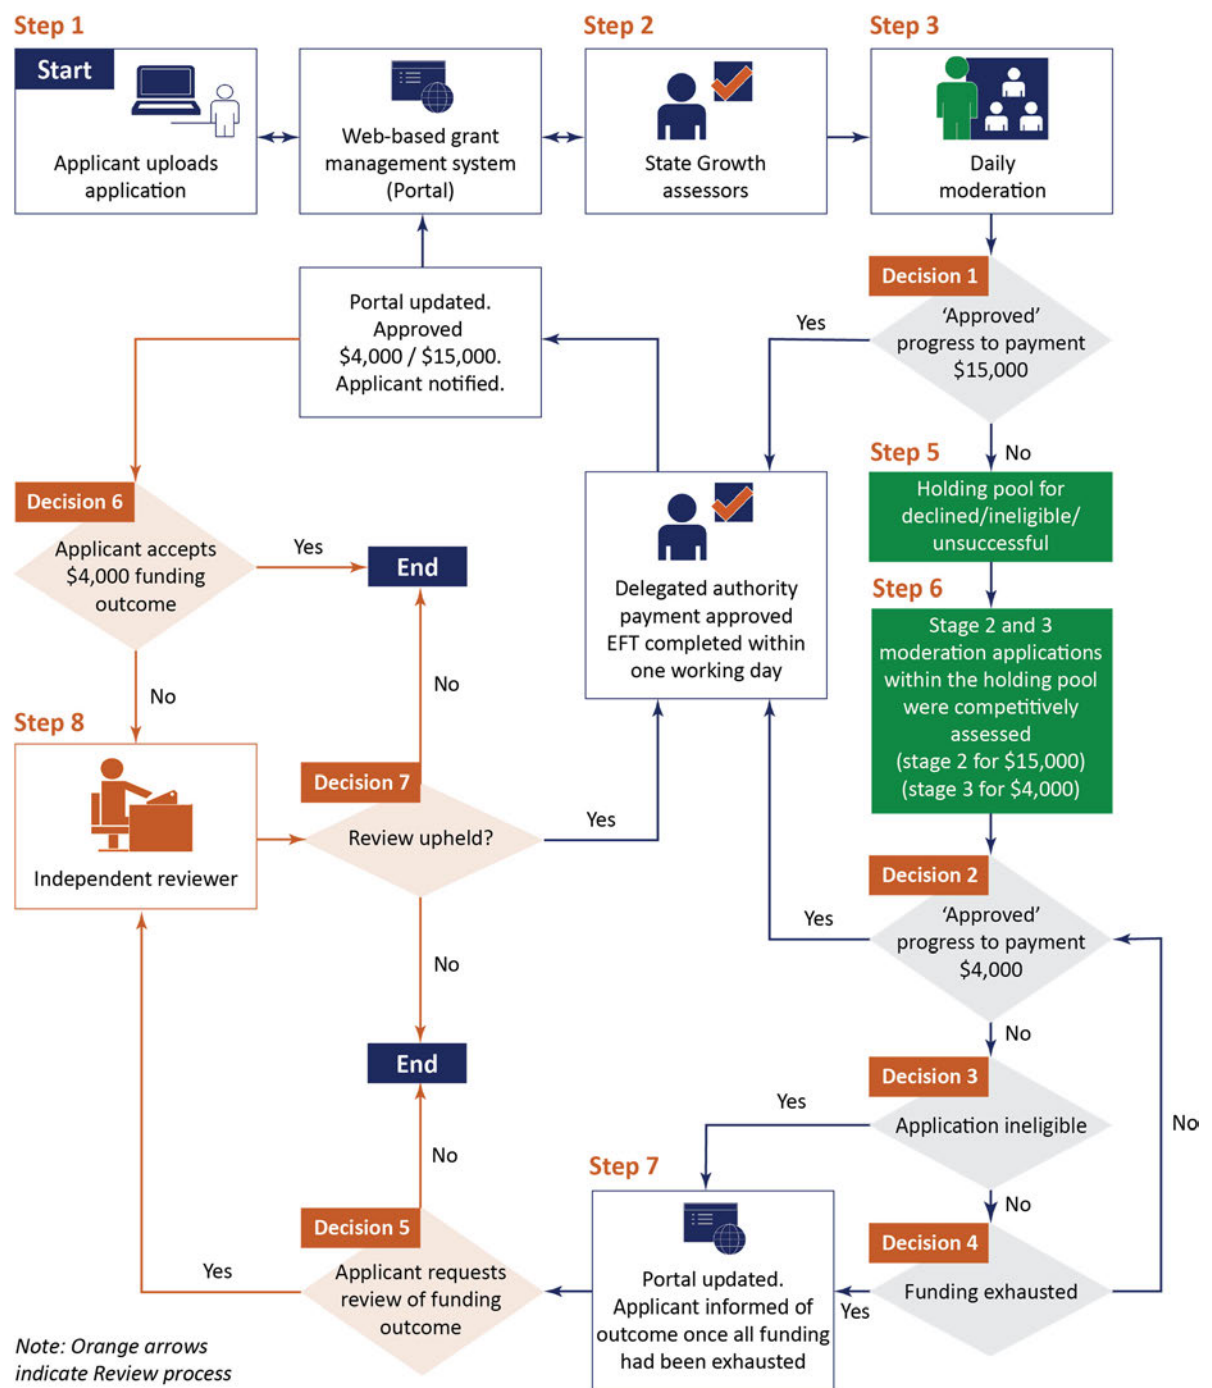 Step 1
Start
Applicant uploads
application
Web-based grant
management system
(Portal)
Step 2
State Growth
assessors
Step 3
Daily
moderation
Decision 1
'Approved'
progress to payment
$15,000
Yes
No
Portal updated.
Approved
$4,000 / $15,000.
Applicant notified.
Step 5
Holding pool for
declined/ineligible/
unsuccessful
Step 6
Stage 2 and 3
moderation applications
within the holding pool
were competitively
assessed
(stage 2 for $15,000)
(stage 3 for $4,000)
Delegated authority
payment approved
EFT completed within
one working day
Decision 6
Applicant accepts
$4,000 funding
outcome
Yes
End
No
No
Step 8
Independent reviewer
Decision 7
Review upheld?
Yes
No
Decision 2
'Approved'
progress to payment
$4,000
Yes
No
End
Decision 3
Application ineligible
Yes
No
No
Decision 4
Funding exhausted
Yes
Step 7
Portal updated.
Applicant informed of
outcome once all funding
had been exhausted
No
Decision 5
Applicant requests
review of funding
outcome
Yes
Note: Orange arrows
indicate Review process